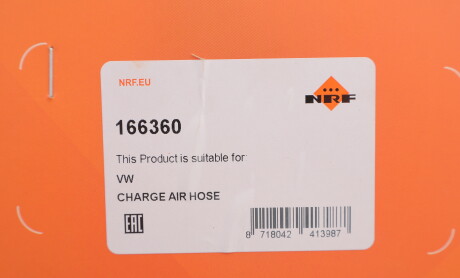 NRF.EU
NRF
166360
This Product is suitable for
VW
CHARGE AIR HOSE
EAC
8 718042 413987